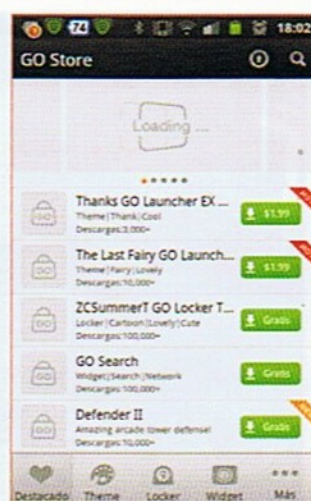 74 18:02
GO Store
Loading ...
Thanks GO Launcher EX ...
Theme|Thank|Cool
Descargas:3,000+
$1.99
The Last Fairy GO Launch...
Theme|Fairy|Lovely
Descargas:10,000+
$1.99
ZCSummerT GO Locker T...
Locker|Cartoon|Lovely|Cute
Descargas:100,000+
Gratis
GO Search
Widget|Search|Network
Descargas:100,000+
Gratis
Defender II
Amazing arcade tower defense!
Descargas:10,000+
Gratis
Destacado Theme Locker Widget Más